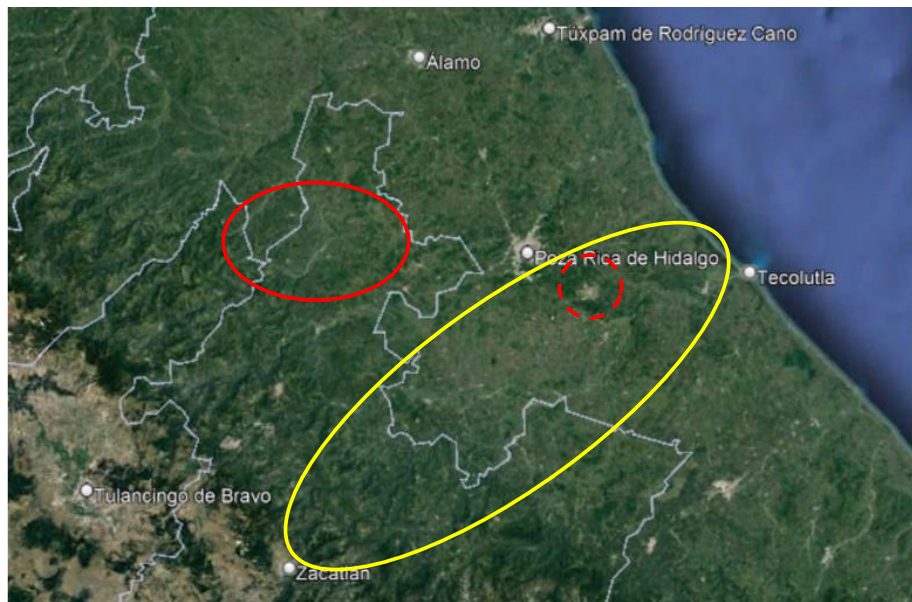 Túxpam de Rodríguez Cano
Álamo
Poza Rica de Hidalgo
Tecolutla
Tulancingo de Bravo
Zacatlán